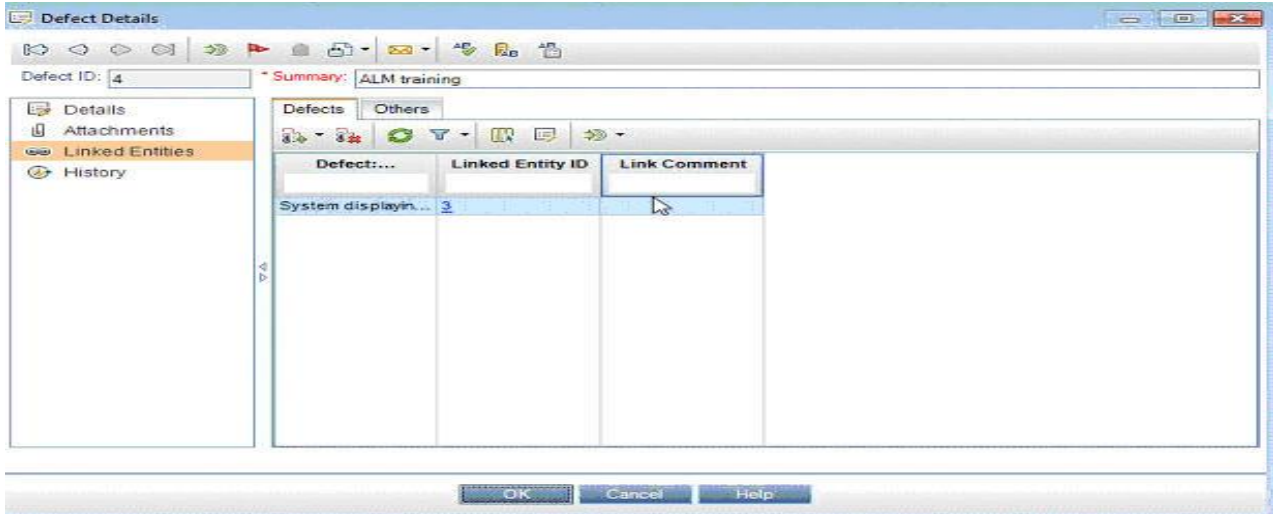 Defect Details
Defect ID: 4 * Summary: ALM training
Details
Attachments
Linked Entities
History
Defects Others
Defect:... Linked Entity ID Link Comment
System displayin... 3
OK Cancel Help